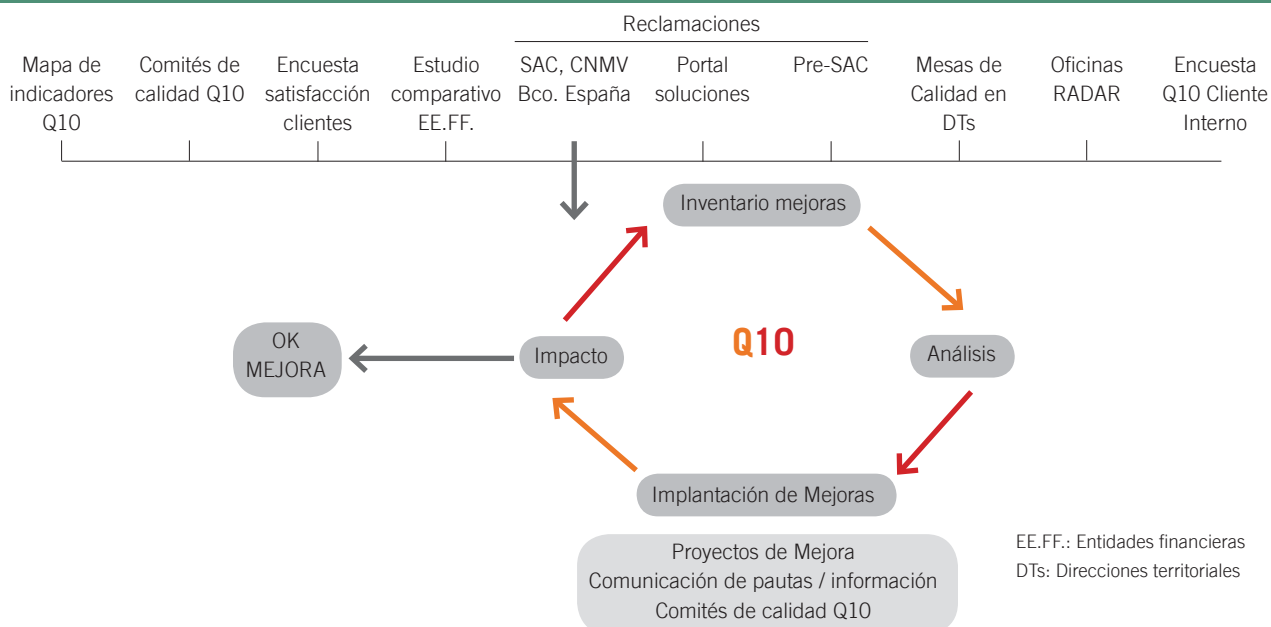 Reclamaciones
Mapa de
indicadores
Q10
Comités de
calidad Q10
Encuesta
satisfacción
clientes
Estudio
comparativo
EE.FF.
SAC, CNMV
Bco. España
Portal
soluciones
Pre-SAC
Mesas de
Calidad en
DTs
Oficinas
RADAR
Encuesta
Q10 Cliente
Interno
Inventario mejoras
OK
MEJORA
Impacto
Q10
Análisis
Implantación de Mejoras
Proyectos de Mejora
Comunicación de pautas / información
Comités de calidad Q10
EE.FF.: Entidades financieras
DTs: Direcciones territoriales